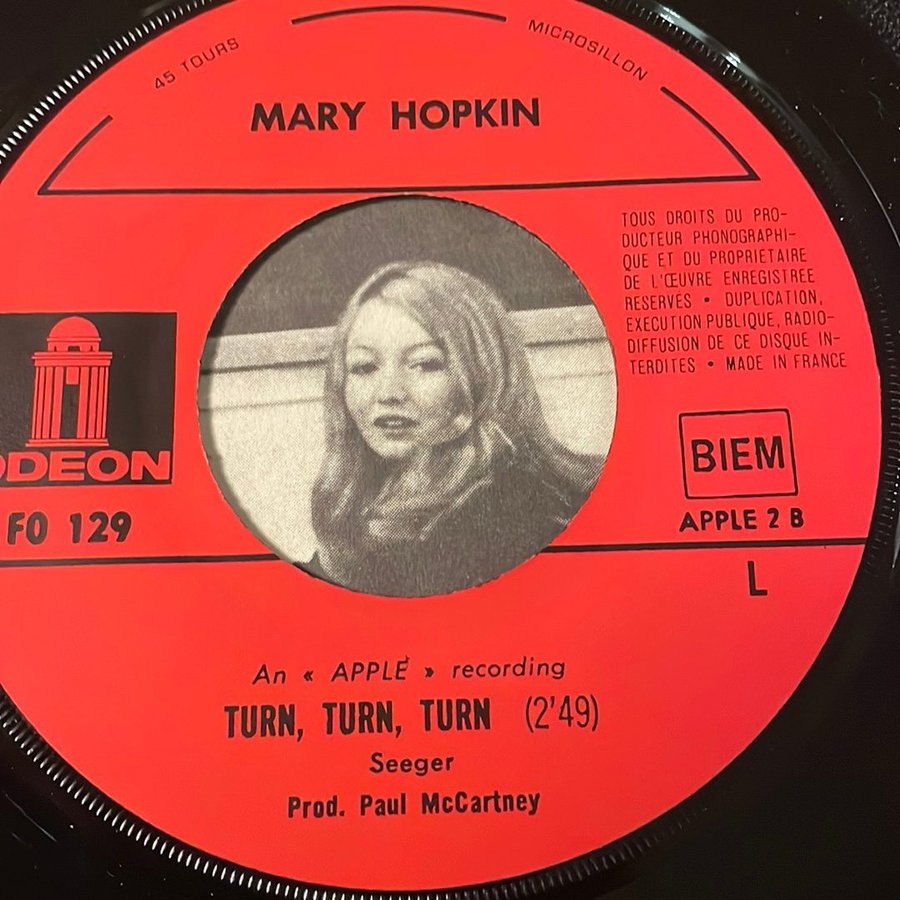 45 TOURS
MICROSILLON
MARY HOPKIN
TOUS DROITS DU PRO-
DUCTEUR PHONOGRAPHI-
QUE ET DU PROPRIETAIRE
DE L'ŒUVRE ENREGISTREE
RESERVES • DUPLICATION,
EXECUTION PUBLIQUE, RADIO-
DIFFUSION DE CE DISQUE IN-
TERDITES • MADE IN FRANCE
ODEON
FO 129
BIEM
APPLE 2 B
L
An « APPLE » recording
TURN, TURN, TURN (2'49)
Seeger
Prod. Paul McCartney